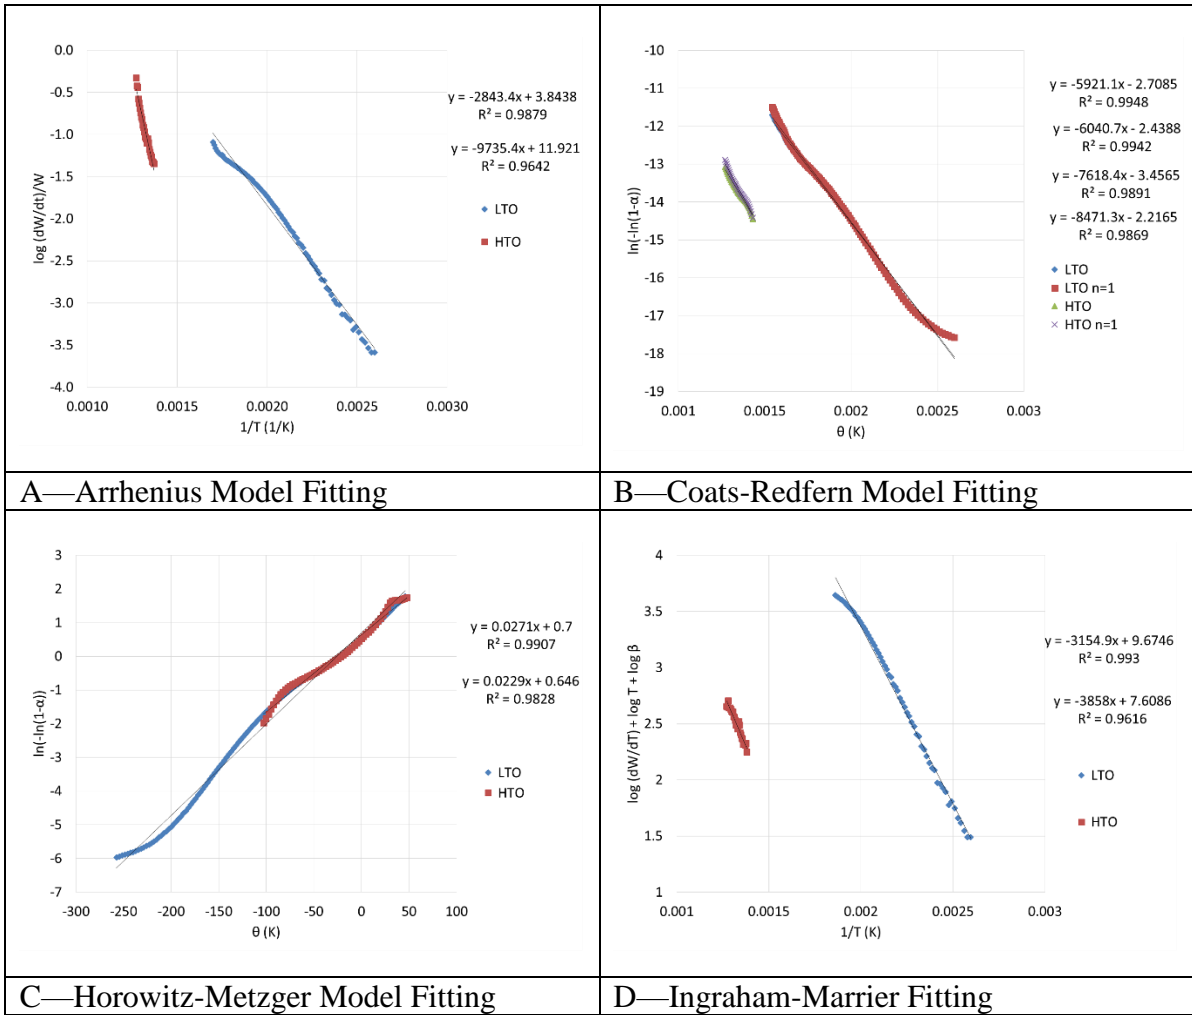 0.0
-0.5
-1.0
-1.5
-2.0
-2.5
-3.0
-3.5
-4.0
log (dW/dt)/W
0.0010 0.0015 0.0020 0.0025 0.0030
1/T (1/K)
y = -2843.4x + 3.8438
R² = 0.9879
y = -9735.4x + 11.921
R² = 0.9642
LTO
HTO
A—Arrhenius Model Fitting
-10
-11
-12
-13
-14
-15
-16
-17
-18
-19
ln(-ln(1-α))
0.001 0.0015 0.002 0.0025 0.003
θ (K)
y = -5921.1x - 2.7085
R² = 0.9948
y = -6040.7x - 2.4388
R² = 0.9942
y = -7618.4x - 3.4565
R² = 0.9891
y = -8471.3x - 2.2165
R² = 0.9869
LTO
LTO n=1
HTO
HTO n=1
B—Coats-Redfern Model Fitting
3
2
1
0
-1
-2
-3
-4
-5
-6
-7
ln(-ln(1-α))
-300 -250 -200 -150 -100 -50 0 50 100
θ (K)
y = 0.0271x + 0.7
R² = 0.9907
y = 0.0229x + 0.646
R² = 0.9828
LTO
HTO
C—Horowitz-Metzger Model Fitting
4
3.5
3
2.5
2
1.5
1
log (dW/dT) + log T + log β
0.001 0.0015 0.002 0.0025 0.003
1/T (K)
y = -3154.9x + 9.6746
R² = 0.993
y = -3858x + 7.6086
R² = 0.9616
LTO
HTO
D—Ingraham-Marrier Fitting